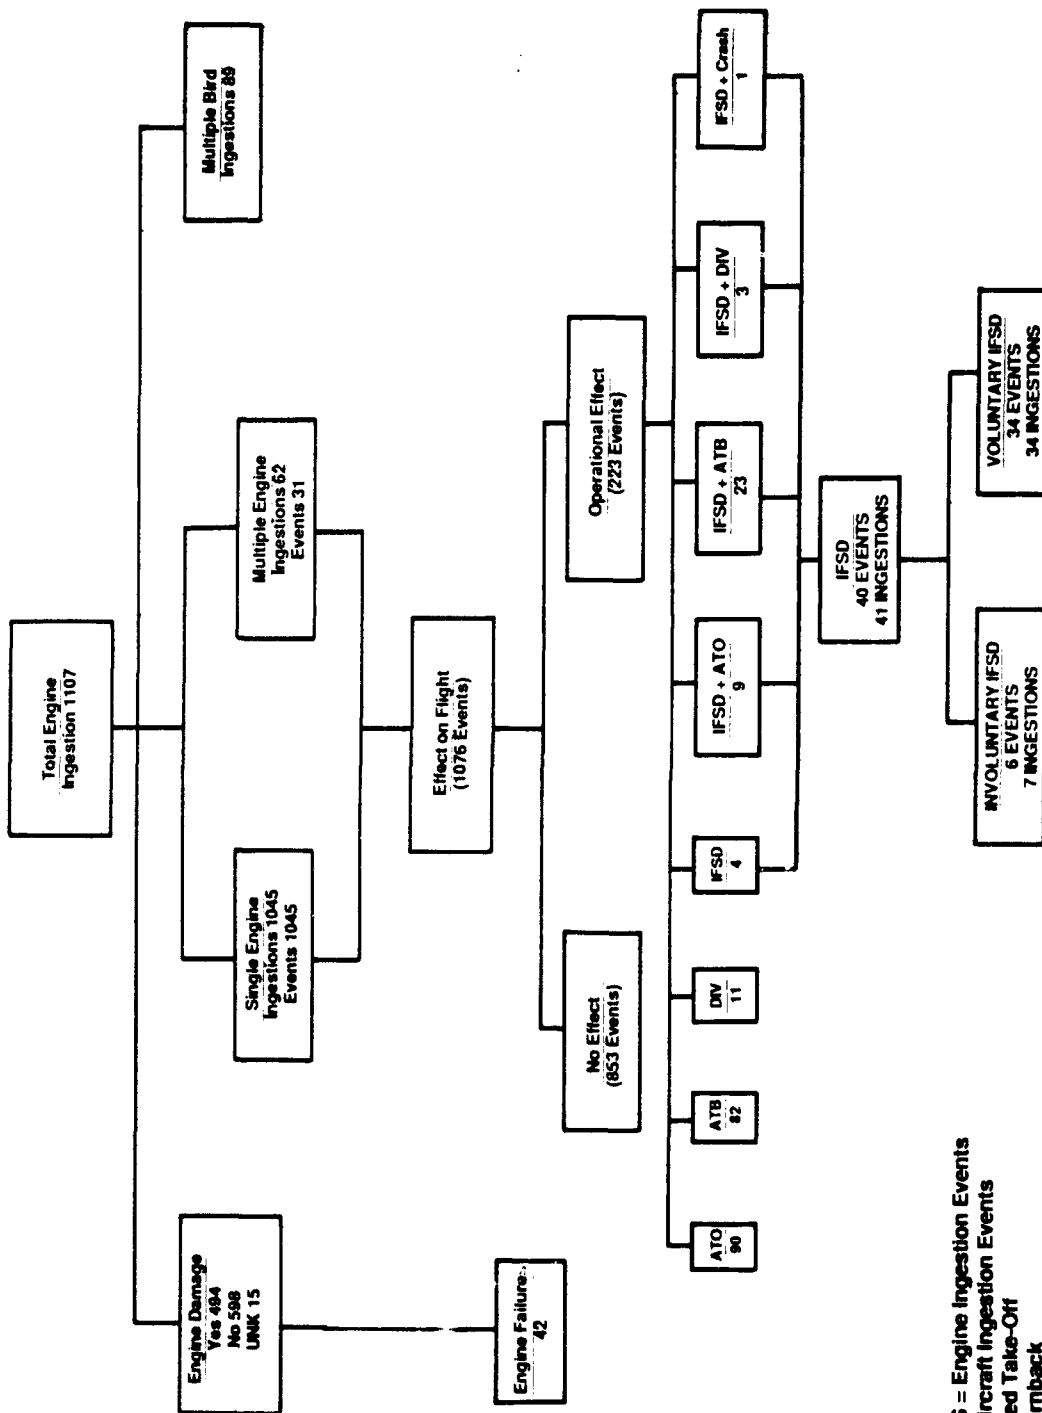 Total Engine
Ingestion 1107
Engine Damage
Yes 494
No 598
UNK 15
Multiple Bird
Ingestions 89
Single Engine
Ingestions 1045
Events 1045
Multiple Engine
Ingestions 62
Events 31
Engine Failures
42
Effect on Flight
(1076 Events)
No Effect
(853 Events)
Operational Effect
(223 Events)
ATO
90
ATB
82
DIV
11
IFSD
4
IFSD + ATO
9
IFSD + ATB
23
IFSD + DIV
3
IFSD + Crash
1
IFSD
40 EVENTS
41 INGESTIONS
INVOLUNTARY IFSD
6 EVENTS
7 INGESTIONS
VOLUNTARY IFSD
34 EVENTS
34 INGESTIONS
= Engine Ingestion Events
ircraft Ingestion Events
ed Take-Off
rnback